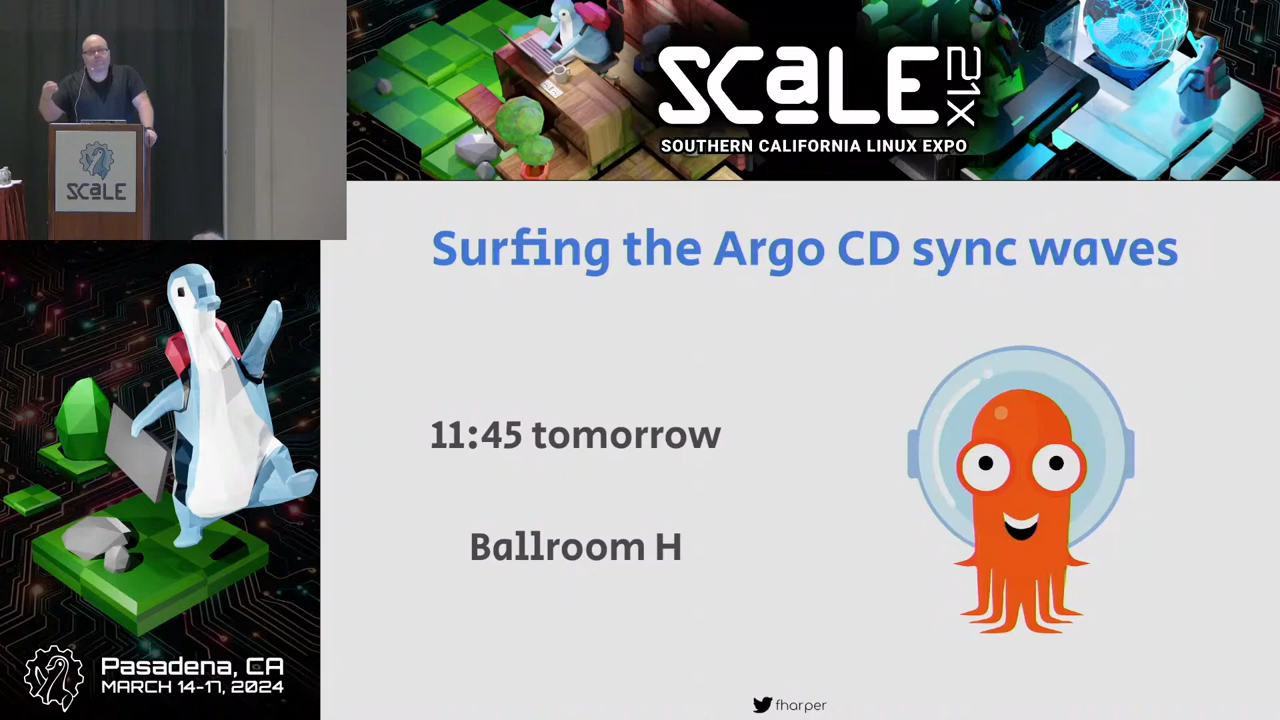 SCALE
SCALE 21X
SOUTHERN CALIFORNIA LINUX EXPO
Surfing the Argo CD sync waves
11:45 tomorrow
Ballroom H
fharper
Pasadena, CA
MARCH 14-17, 2024